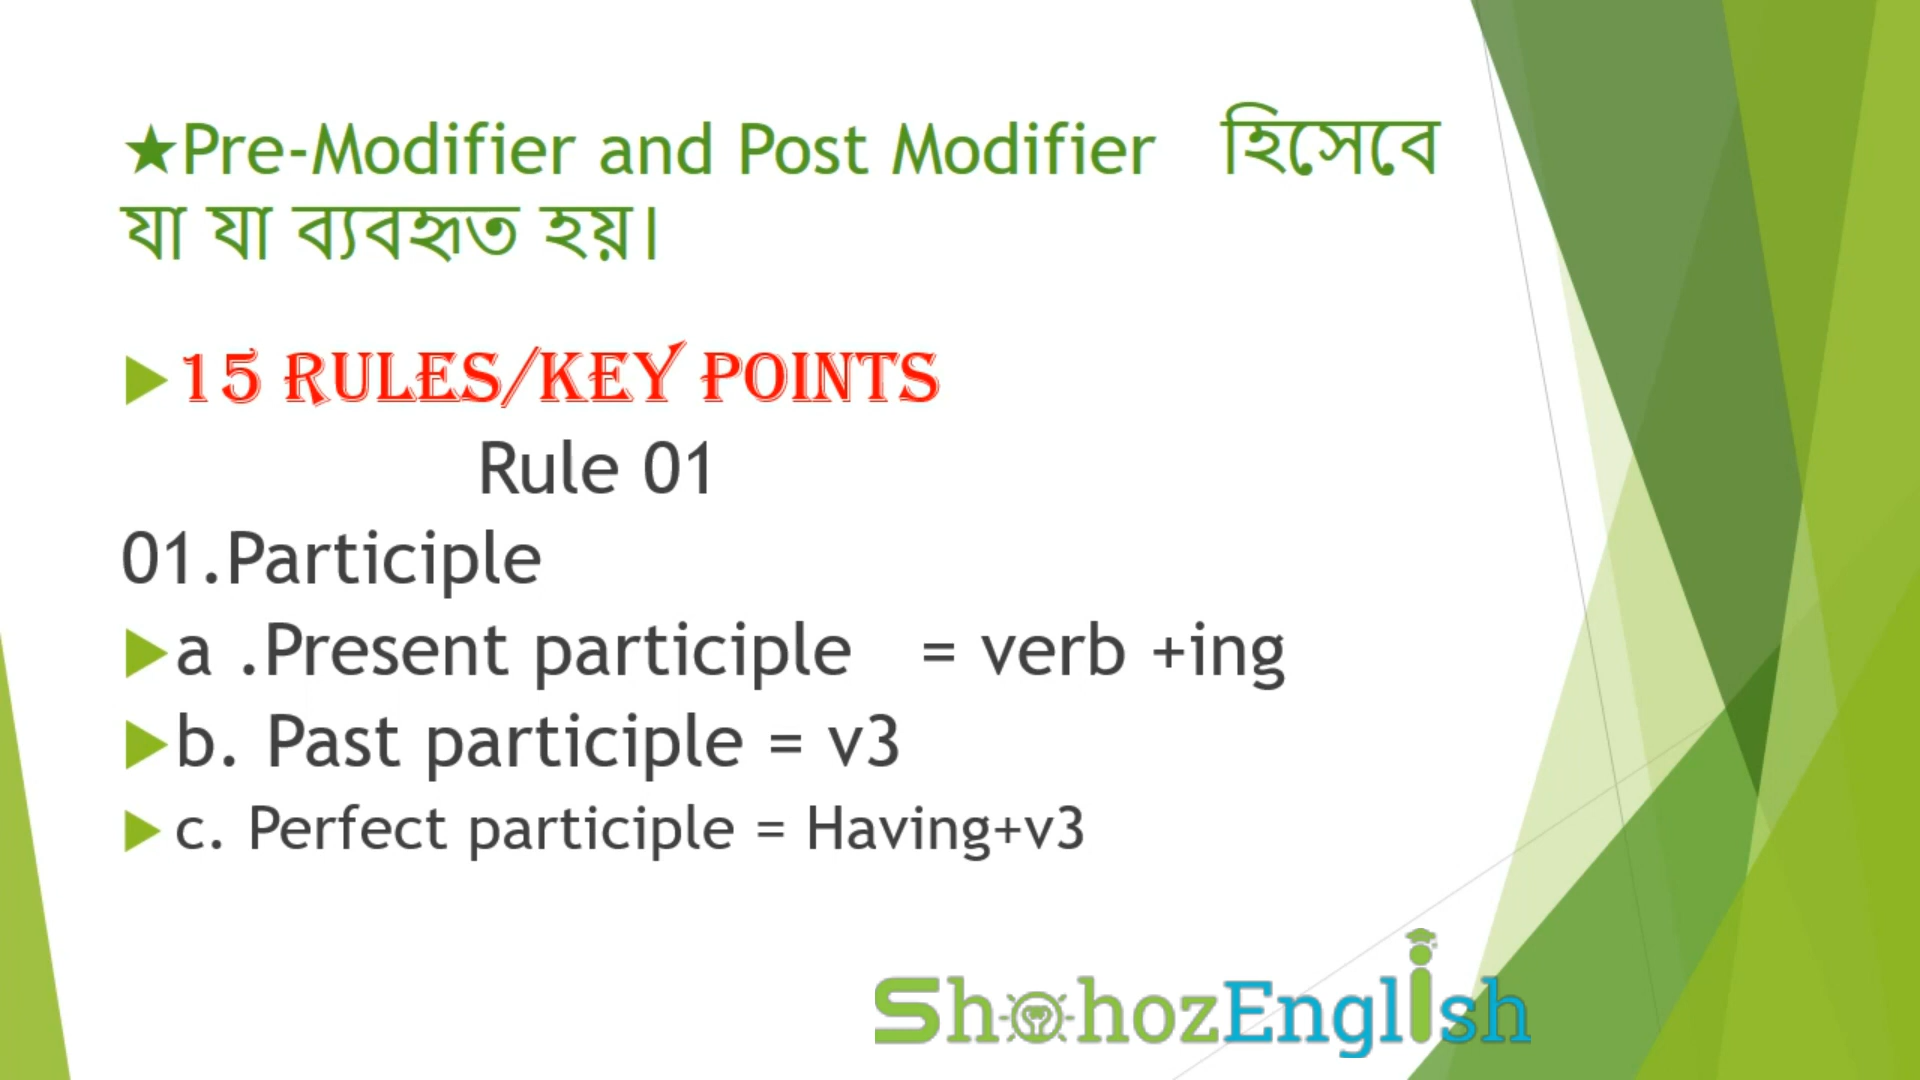 ★Pre-Modifier and Post Modifier হিসেবে
যা যা ব্যবহৃত হয়।
15 RULES/KEY POINTS
Rule 01
01.Participle
a .Present participle = verb +ing
b. Past participle = v3
c. Perfect participle = Having+v3
ShohozEnglish